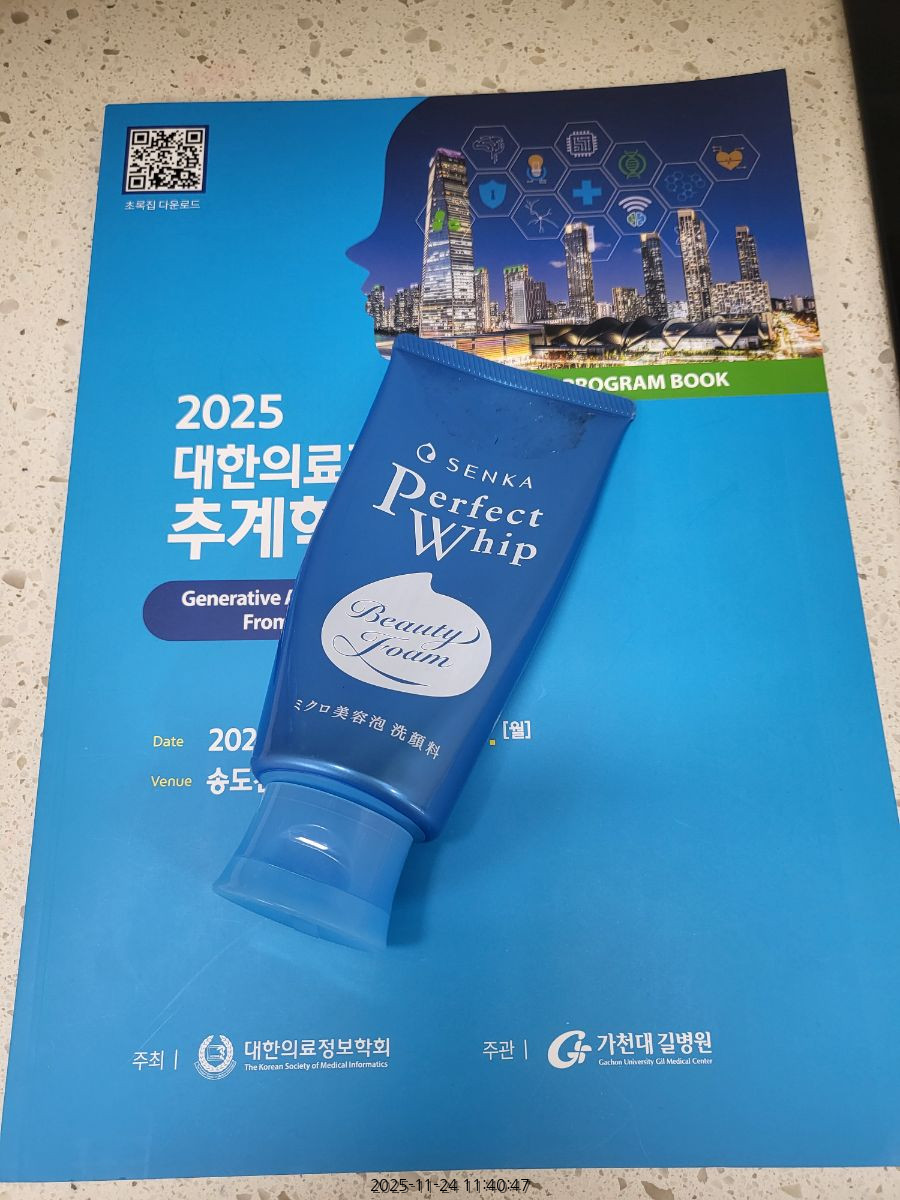 초록집 다운로드
PROGRAM BOOK
2025
대한의료
추계
Generative
From
Date 202
[월]
Venue 송도
SENKA
Perfect
Whip
Beauty
Foam
ミクロ美容泡 洗顔料
주최 | 대한의료정보학회
The Korean Society of Medical Informatics
주관 | 가천대 길병원
Gachon University Gil Medical Center
2025-11-24 11:40:47